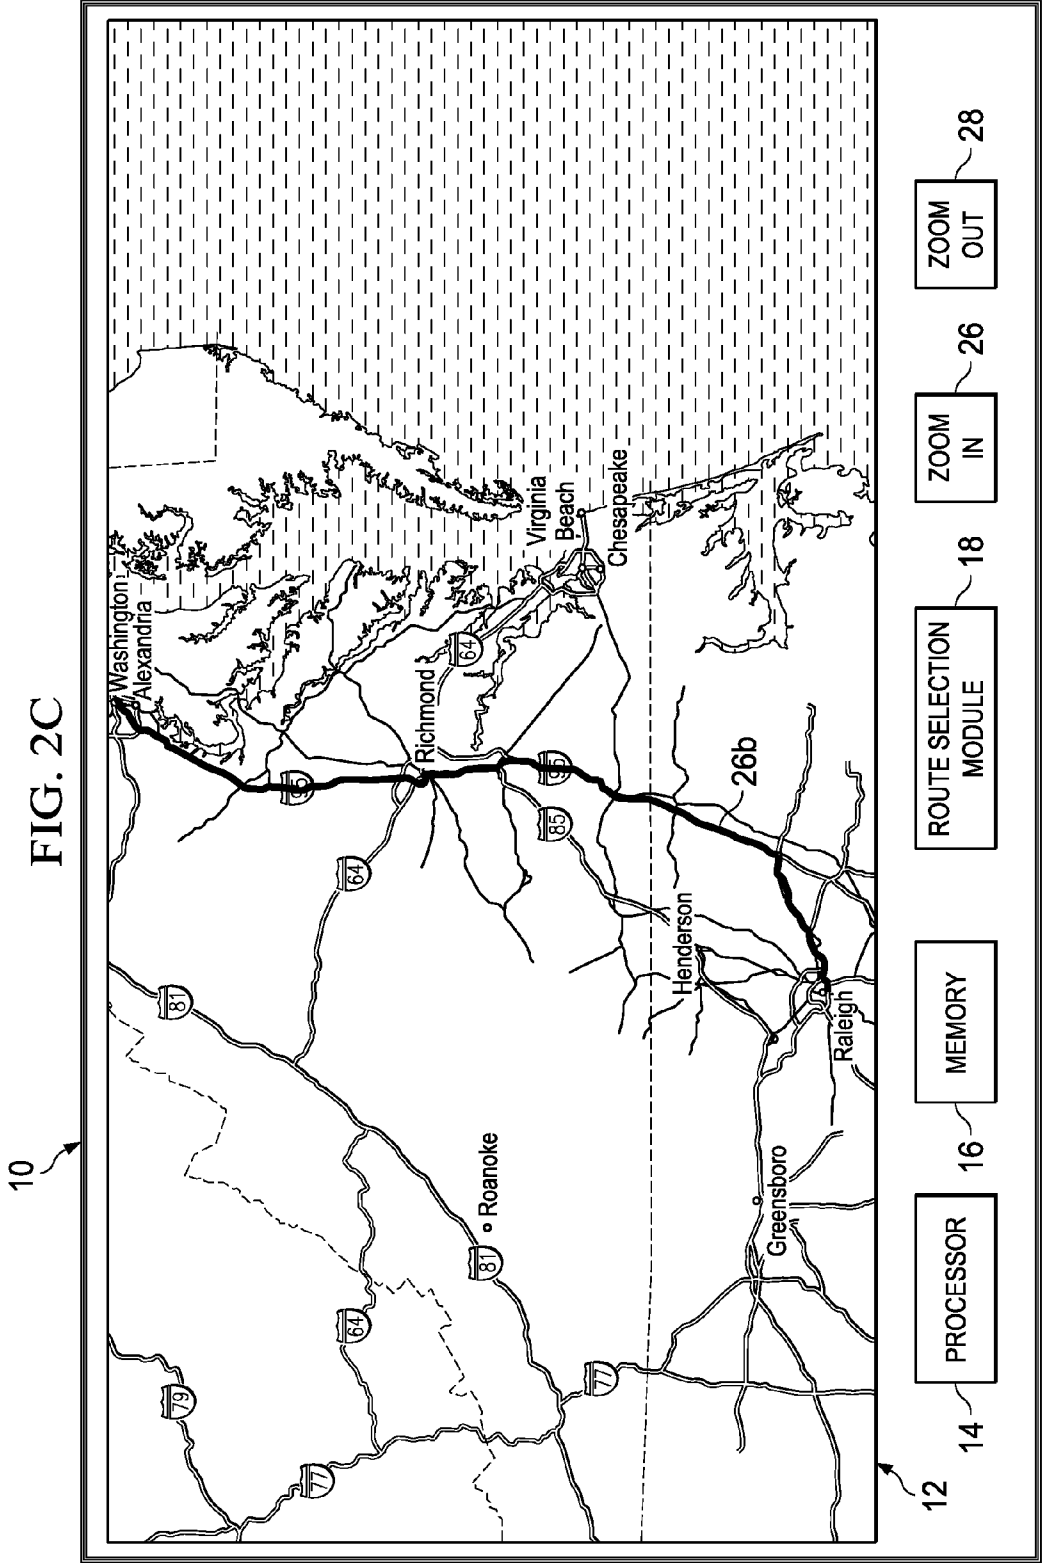 FIG. 2C
10
Washington
Alexandria
81
79
64
95
64
Richmond
64
77
81
Roanoke
Virginia
Beach
Chesapeake
95
85
77
Henderson
26b
Greensboro
Raleigh
12
14
PROCESSOR
16
MEMORY
ROUTE SELECTION
MODULE
18
ZOOM
IN
26
ZOOM
OUT
28